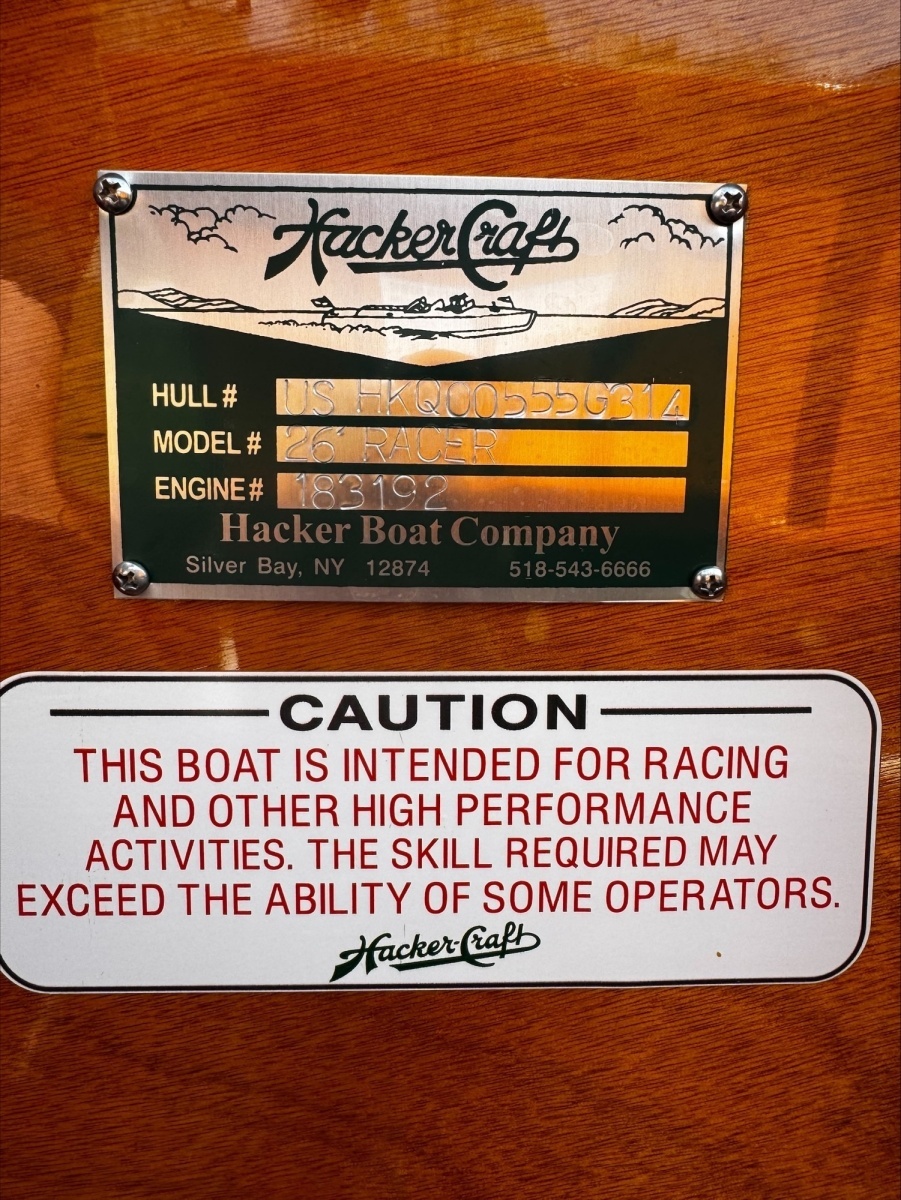 HackerCraft
HULL # US HKQ00555G314
MODEL # 26' RACER
ENGINE # 183192
Hacker Boat Company
Silver Bay, NY 12874 518-543-6666
CAUTION
THIS BOAT IS INTENDED FOR RACING
AND OTHER HIGH PERFORMANCE
ACTIVITIES. THE SKILL REQUIRED MAY
EXCEED THE ABILITY OF SOME OPERATORS.
Hacker-Craft